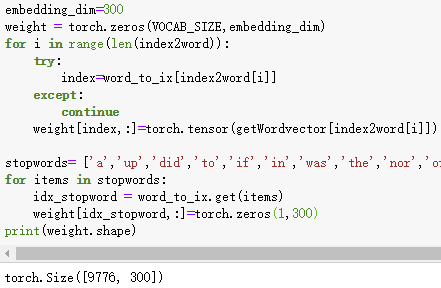 embedding_dim=300
weight = torch.zeros(VOCAB_SIZE,embedding_dim)
for i in range(len(index2word)):
    try:
        index=word_to_ix[index2word[i]]
    except:
        continue
    weight[index,:]=torch.tensor(getWordvector[index2word[i]])
stopwords= ['a','up','did','to','if','in','was','the','nor','o
for items in stopwords:
    idx_stopword = word_to_ix.get(items)
    weight[idx_stopword,:]=torch.zeros(1,300)
print(weight.shape)
torch.Size([9776, 300])